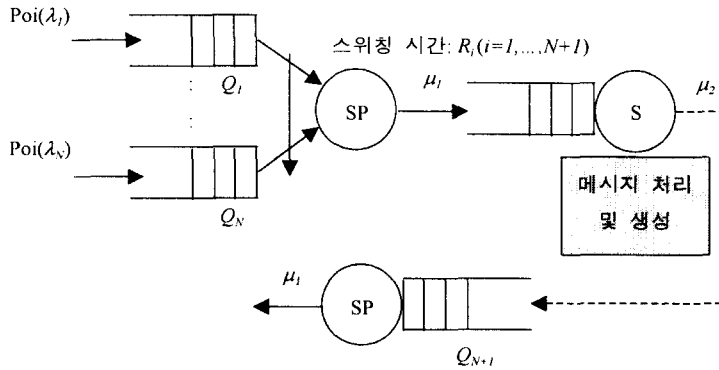 Poi(λ1)
스위칭 시간: Ri(i=1,...,N+1)
Q1
SP
μ1
S
μ2
Poi(λN)
QN
메시지 처리
및 생성
μ1
SP
QN+1